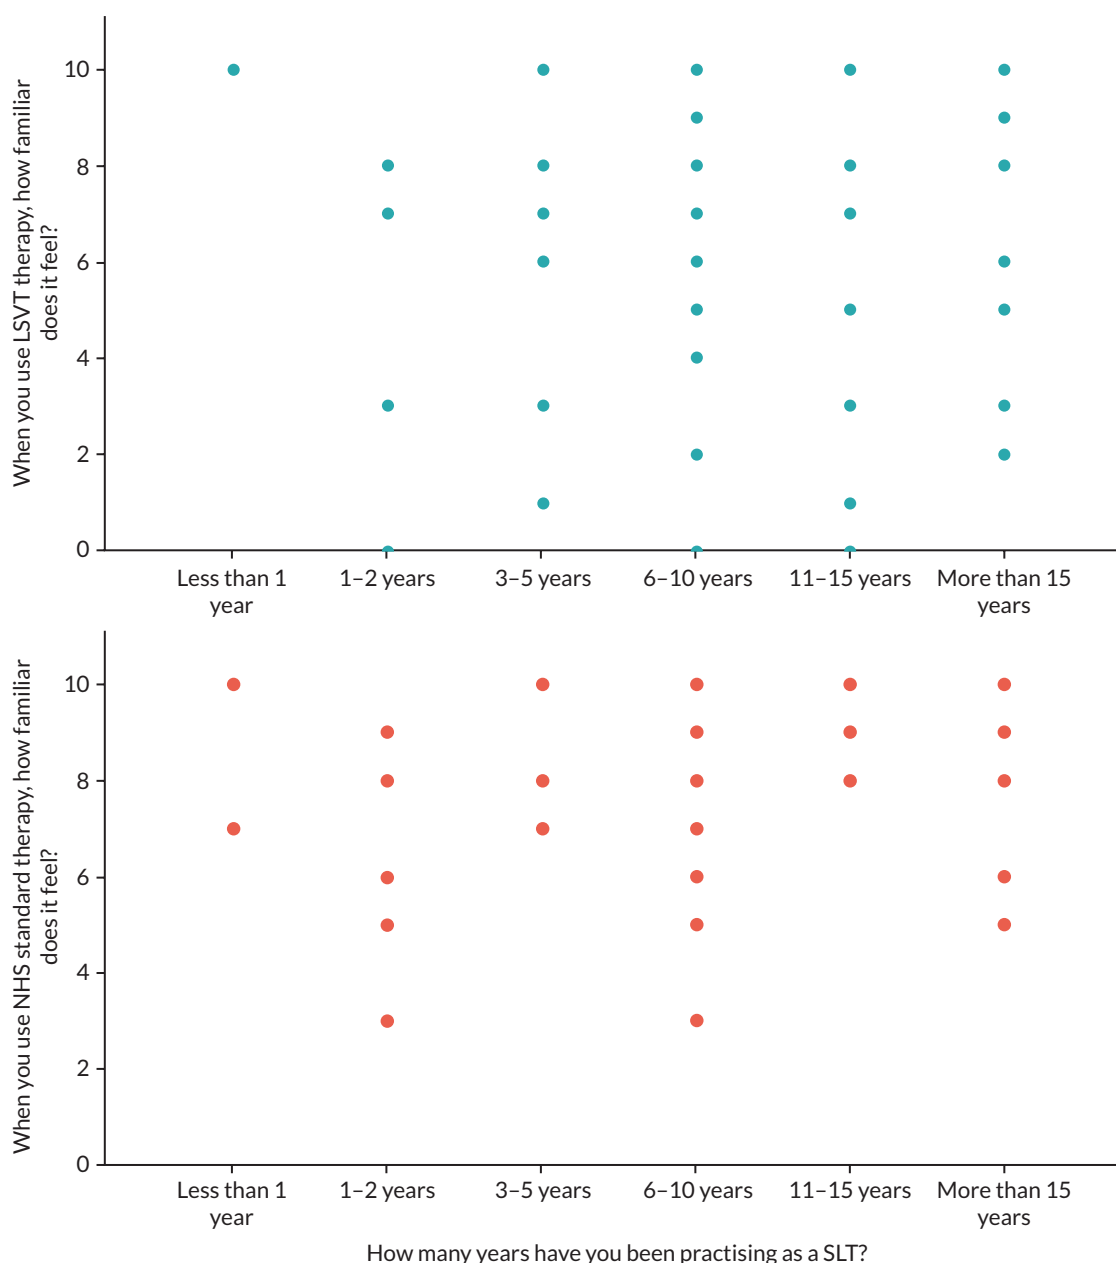 When you use LSVT therapy, how familiar
does it feel?
10
8
6
4
2
0
Less than 1
year
1–2 years
3–5 years
6–10 years
11–15 years
More than 15
years
When you use NHS standard therapy, how familiar
does it feel?
10
8
6
4
2
0
Less than 1
year
1–2 years
3–5 years
6–10 years
11–15 years
More than 15
years
How many years have you been practising as a SLT?